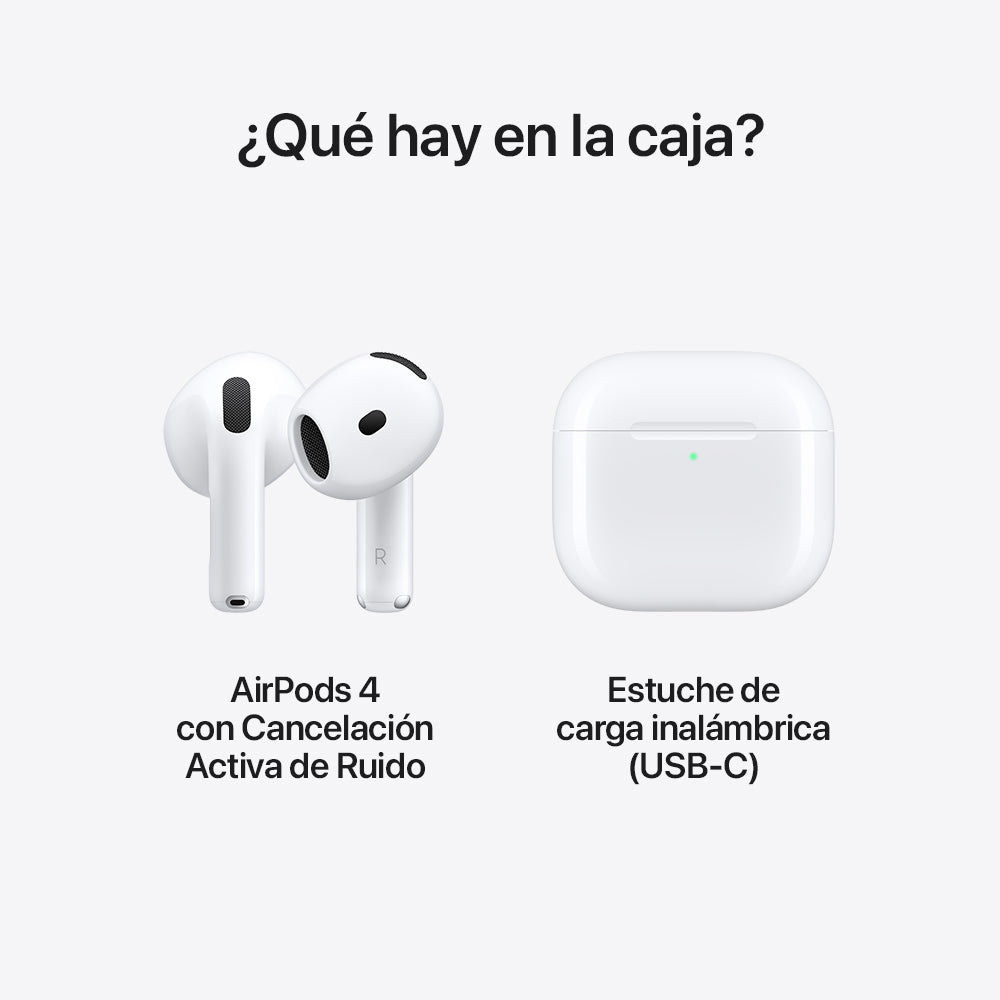 ¿Qué hay en la caja?
R
AirPods 4
con Cancelación
Activa de Ruido
Estuche de
carga inalámbrica
(USB-C)